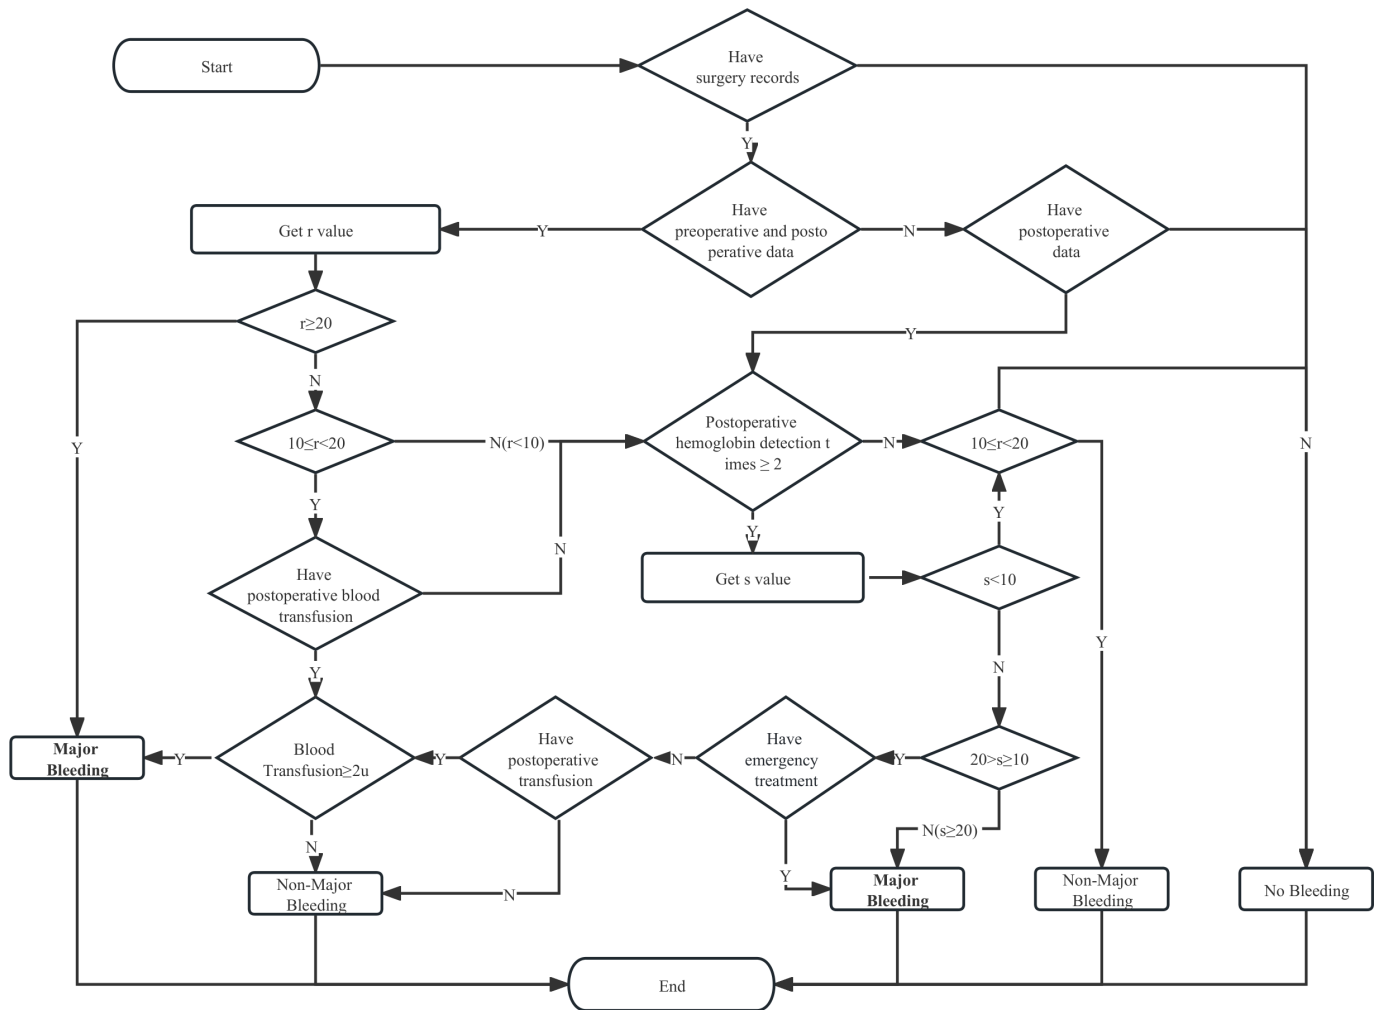 Start
Have
surgery records
Y
Have
preoperative and posto
perative data
Y
N
Have
postoperative
data
Get r value
r≥20
Y
N
Y
10≤r<20
N(r<10)
Postoperative
hemoglobin detection t
imes ≥ 2
N
10≤r<20
N
Y
Y
Y
N
Have
postoperative blood
transfusion
Get s value
s<10
Y
N
Y
Major
Bleeding
Y
Blood
Transfusion≥2u
Y
Have
postoperative
transfusion
N
Have
emergency
treatment
Y
20>s≥10
N
N
Y
N(s≥20)
Non-Major
Bleeding
Major
Bleeding
Non-Major
Bleeding
No Bleeding
End